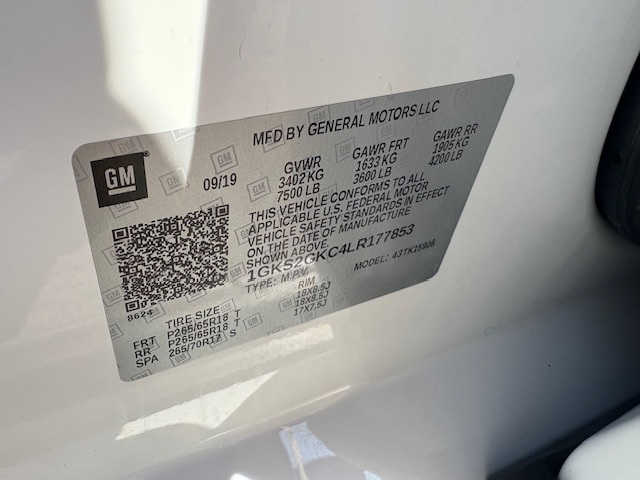 MFD BY GENERAL MOTORS LLC
GM
09/19
GVWR GAWR FRT GAWR RR
3402KG 1633 KG 1905 KG
7500 LB 3600 LB 4200 LB
THIS VEHICLE CONFORMS TO ALL
APPLICABLE U.S. FEDERAL MOTOR
VEHICLE SAFETY STANDARDS IN EFFECT
ON THE DATE OF MANUFACTURE
SHOWN ABOVE.
1GKS2GKC4LR177853
TYPE: M.P.V. MODEL: 43TK15906
8624
TIRE SIZE RIM
FRT P265/65R18 T 18X8.5J
RR P265/65R18 T 18X8.5J
SPA 265/70R17 S 17X7.5J